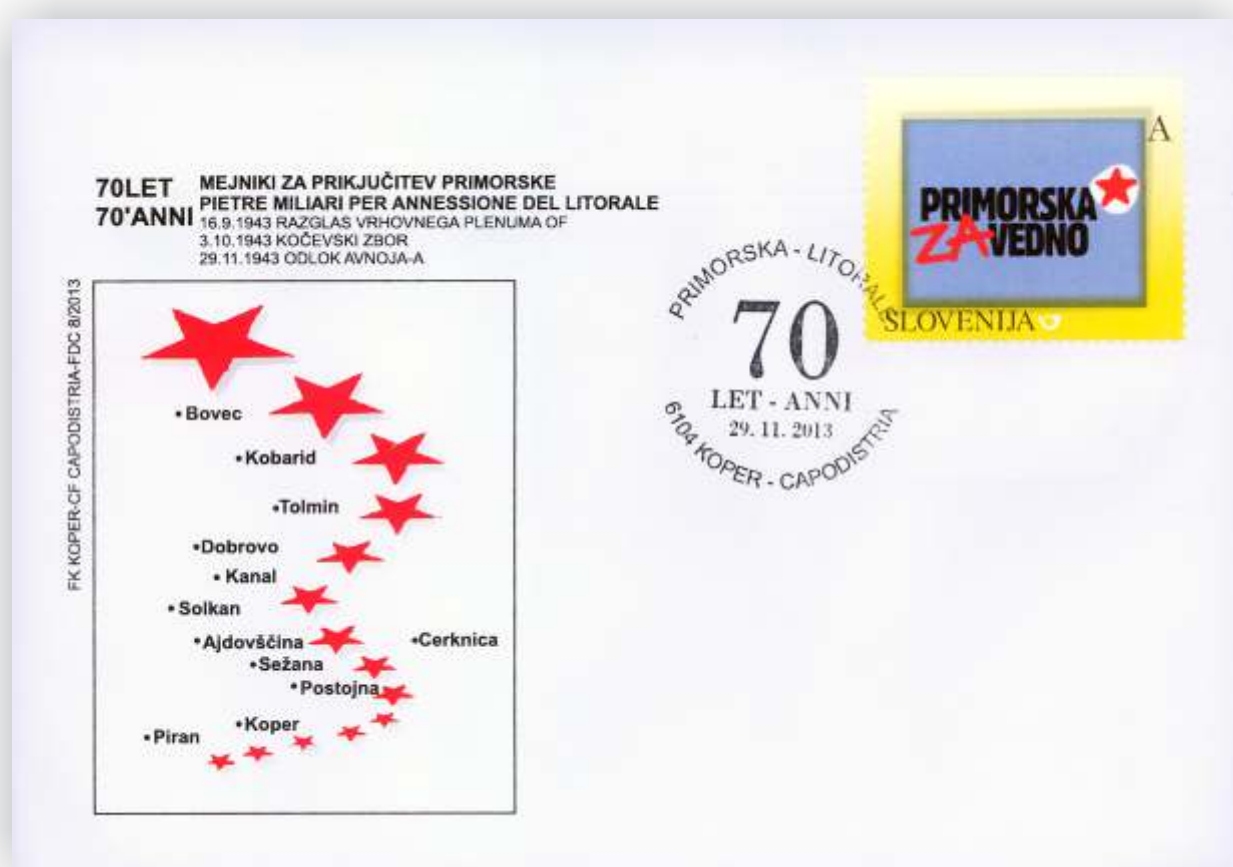 70LET
70'ANNI
MEJNIKI ZA PRIKJUČITEV PRIMORSKE
PIETRE MILIARI PER ANNESSIONE DEL LITORALE
16.9.1943 RAZGLAS VRHOVNEGA PLENUMA OF
3.10.1943 KOČEVSKI ZBOR
29.11.1943 ODLOK AVNOJA-A
FK KOPER-CF CAPODISTRIA-FDC 8/2013
•Bovec
•Kobarid
•Tolmin
•Dobrovo
•Kanal
•Solkan
•Ajdovščina
•Cerknica
•Sežana
•Postojna
•Koper
•Piran
PRIMORSKA - LITORALE
70
LET - ANNI
29. 11. 2013
6104 KOPER - CAPODISTRIA
A
PRIMORSKA
ZAVEDNO
SLOVENIJA